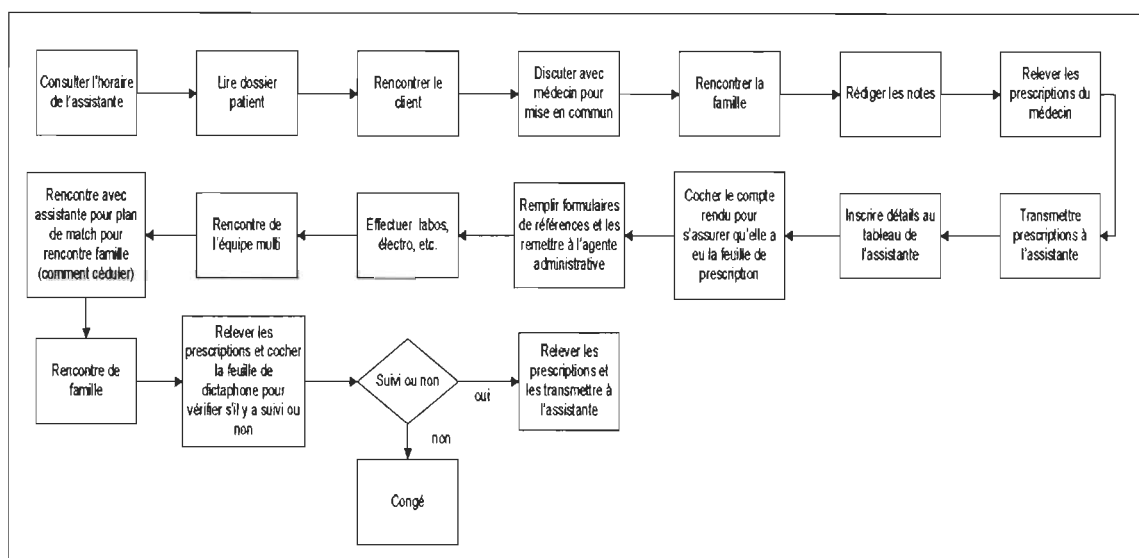 Consulter l'horaire
de l'assistante
Lire dossier
patient
Rencontrer le
client
Discuter avec
médecin pour
mise en commun
Rencontrer la
famille
Rédiger les notes
Relever les
prescriptions du
médecin
Transmettre
prescriptions à
l'assistante
Inscrire détails au
tableau de
l'assistante
Cocher le compte
rendu pour
s'assurer qu'elle a
eu la feuille de
prescription
Remplir formulaires
de références et les
remettre à l'agente
administrative
Effectuer labos,
électro, etc.
Rencontre de
l'équipe multi
Rencontre avec
assistante pour plan
de match pour
rencontre famille
(comment céduler)
Rencontre de
famille
Relever les
prescriptions et cocher
la feuille de
dictaphone pour
vérifier s'il y a suivi ou
non
Suivi ou non
oui
Relever les
prescriptions et
les transmettre à
l'assistante
non
Congé